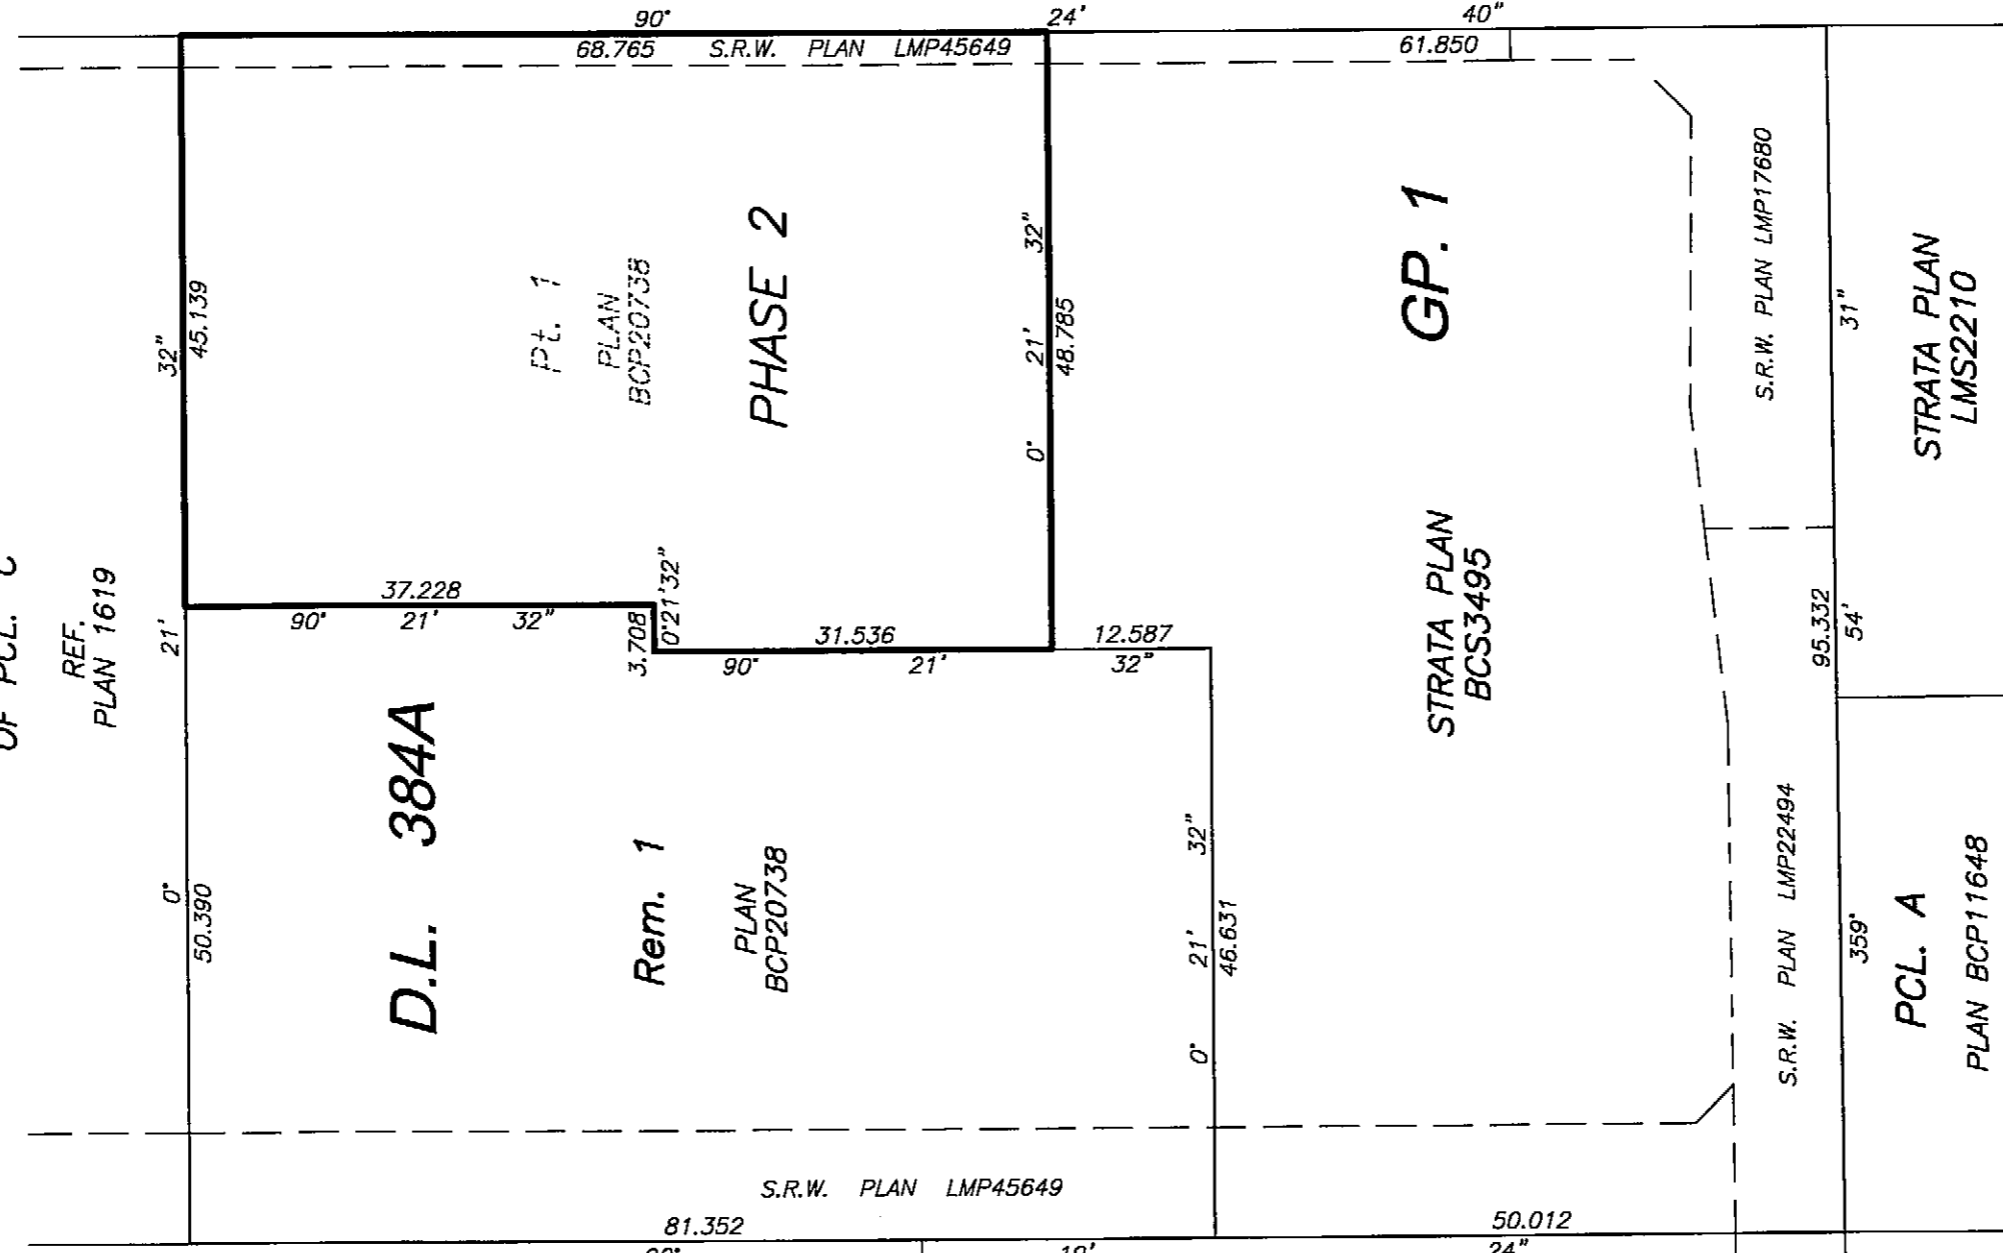 90° 24' 40"
68.765 S.R.W. PLAN LMP45649 61.850
32"
45.139
21'
0°
50.390
OF PCL. C
REF.
PLAN 1619
Pt. 1
PLAN
BCP20738
PHASE 2
32"
21'
48.785
0°
GP. 1
STRATA PLAN
BCS3495
S.R.W. PLAN LMP17680
31"
STRATA PLAN
LMS2210
37.228
90° 21' 32"
3.708
0°21'32"
31.536
12.587
90° 21' 32"
95.332
54'
D.L. 384A
Rem. 1
PLAN
BCP20738
32"
21'
46.631
0°
S.R.W. PLAN LMP22494
359°
PCL. A
PLAN BCP11648
S.R.W. PLAN LMP45649
81.352
50.012
24"